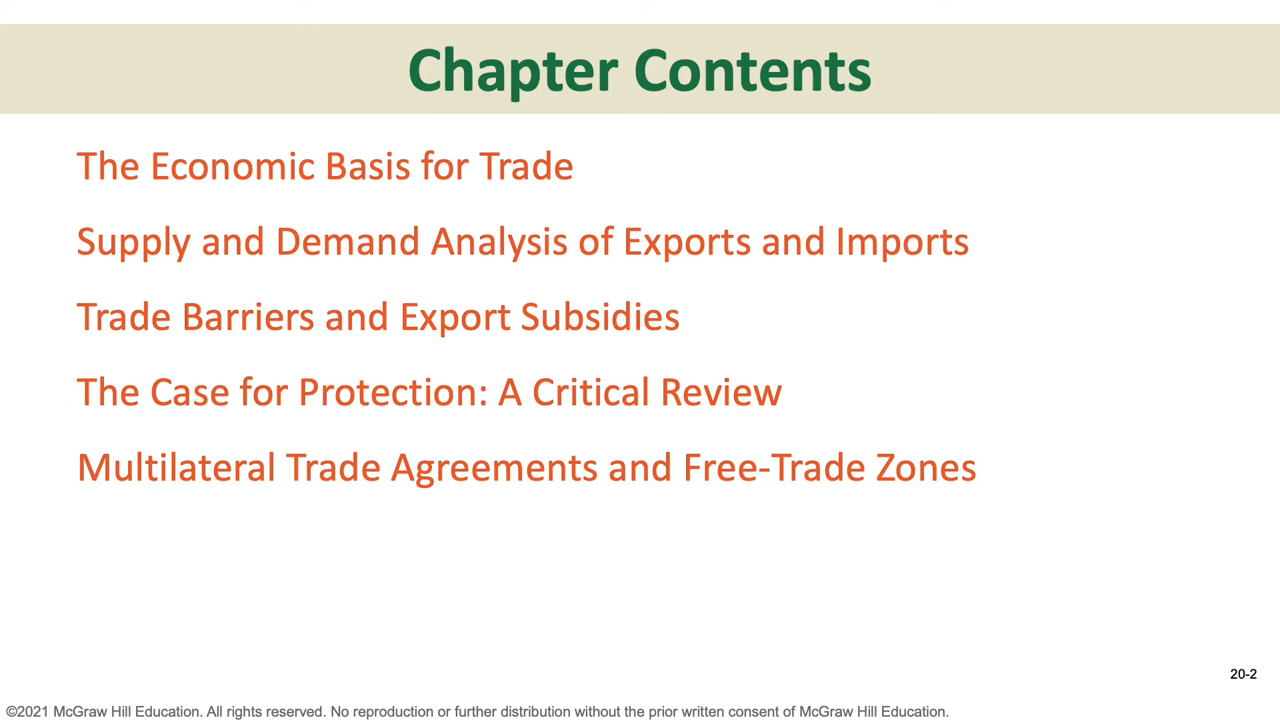 Chapter Contents
The Economic Basis for Trade
Supply and Demand Analysis of Exports and Imports
Trade Barriers and Export Subsidies
The Case for Protection: A Critical Review
Multilateral Trade Agreements and Free-Trade Zones
20-2
©2021 McGraw Hill Education. All rights reserved. No reproduction or further distribution without the prior written consent of McGraw Hill Education.